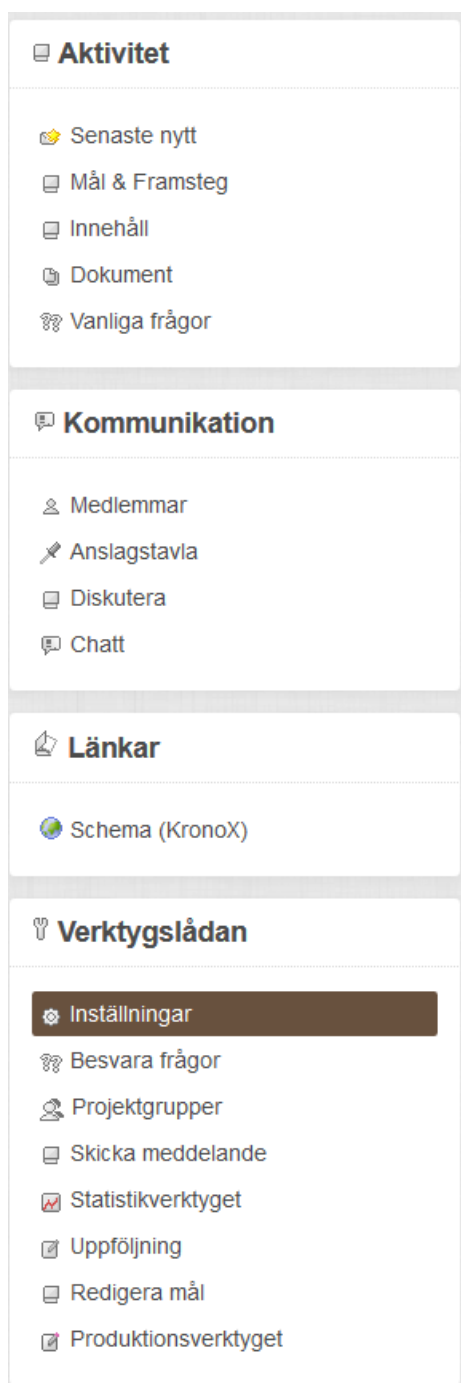 Aktivitet
Senaste nytt
Mål & Framsteg
Innehåll
Dokument
Vanliga frågor
Kommunikation
Medlemmar
Anslagstavla
Diskutera
Chatt
Länkar
Schema (KronoX)
Verktygslådan
Inställningar
Besvara frågor
Projektgrupper
Skicka meddelande
Statistikverktyget
Uppföljning
Redigera mål
Produktionsverktyget